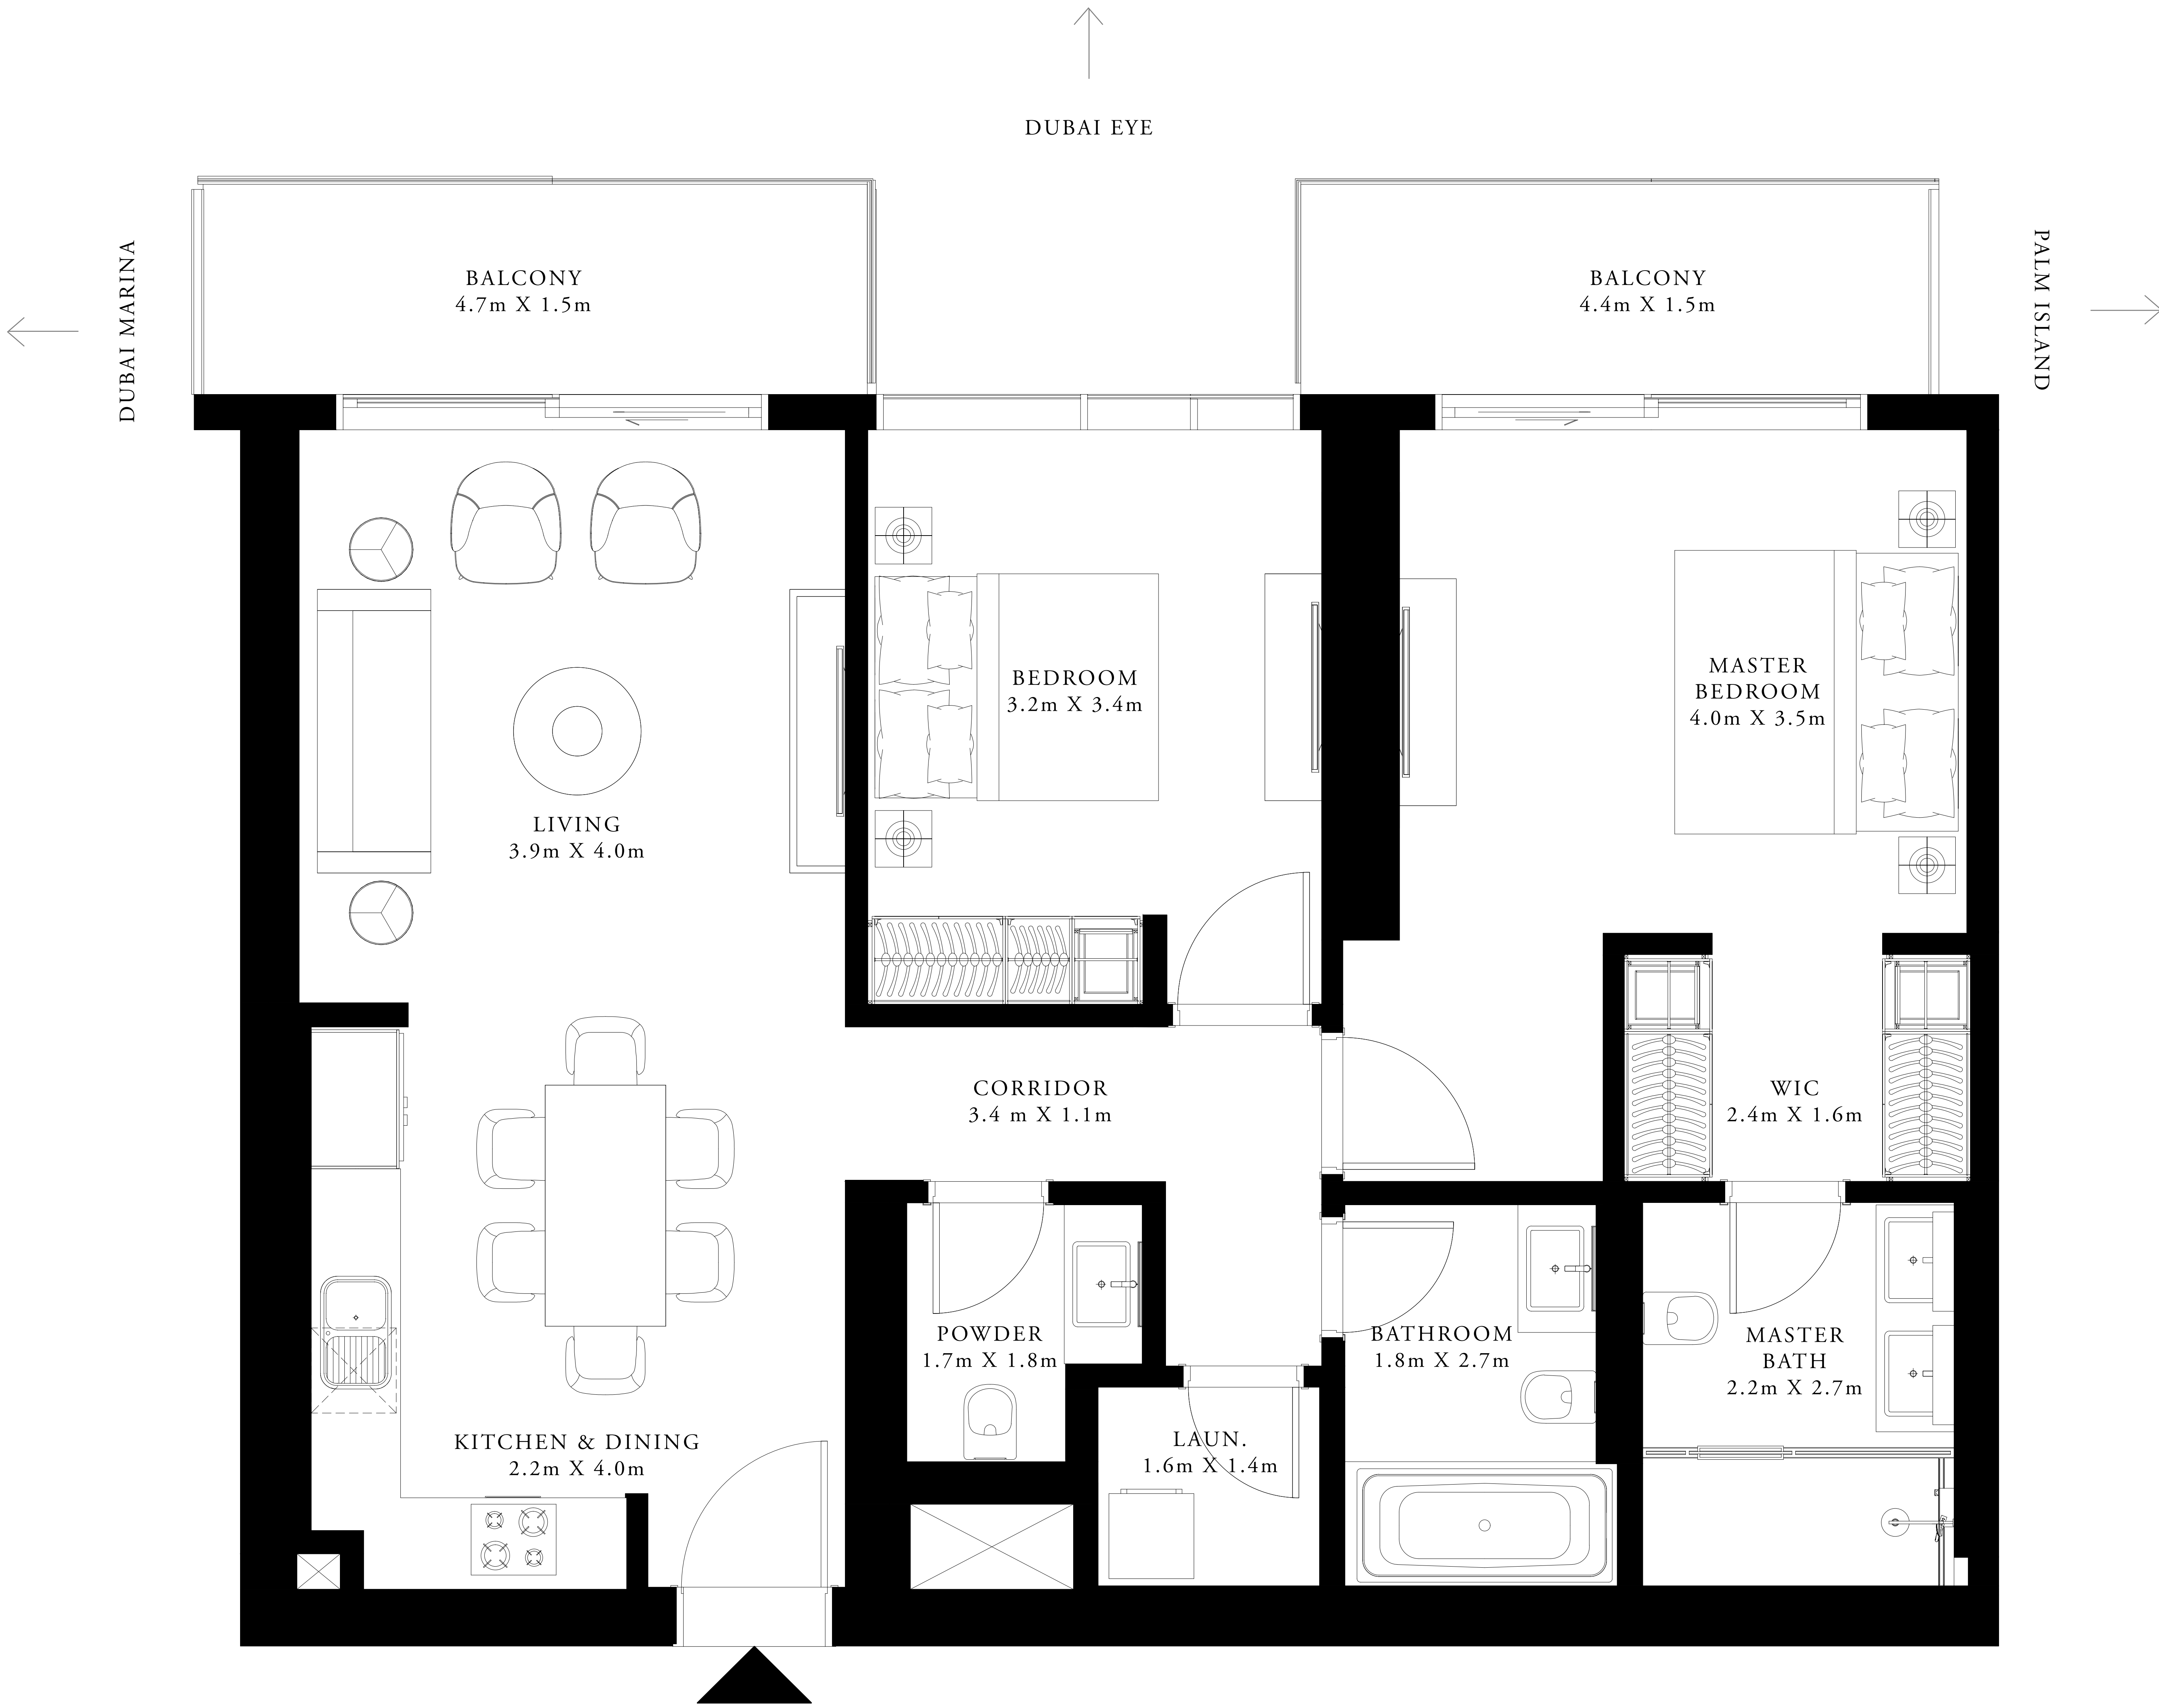 DUBAI EYE
DUBAI MARINA
BALCONY
4.7m X 1.5m
BALCONY
4.4m X 1.5m
PALM ISLAND
BEDROOM
3.2m X 3.4m
MASTER
BEDROOM
4.0m X 3.5m
LIVING
3.9m X 4.0m
CORRIDOR
3.4 m X 1.1m
WIC
2.4m X 1.6m
POWDER
1.7m X 1.8m
BATHROOM
1.8m X 2.7m
MASTER
BATH
2.2m X 2.7m
KITCHEN & DINING
2.2m X 4.0m
LAUN.
1.6m X 1.4m